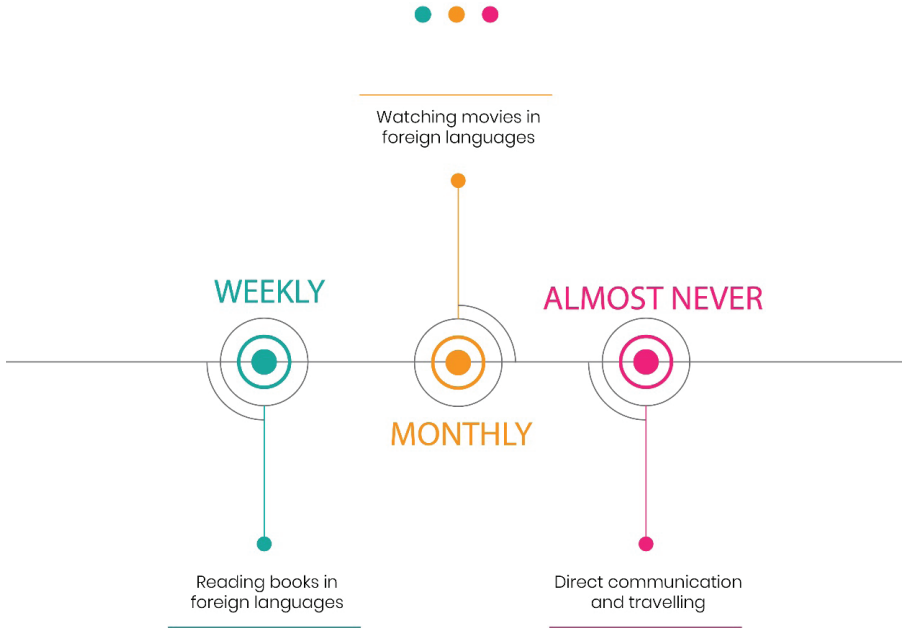 Watching movies in
foreign languages
WEEKLY
ALMOST NEVER
MONTHLY
Reading books in
foreign languages
Direct communication
and travelling